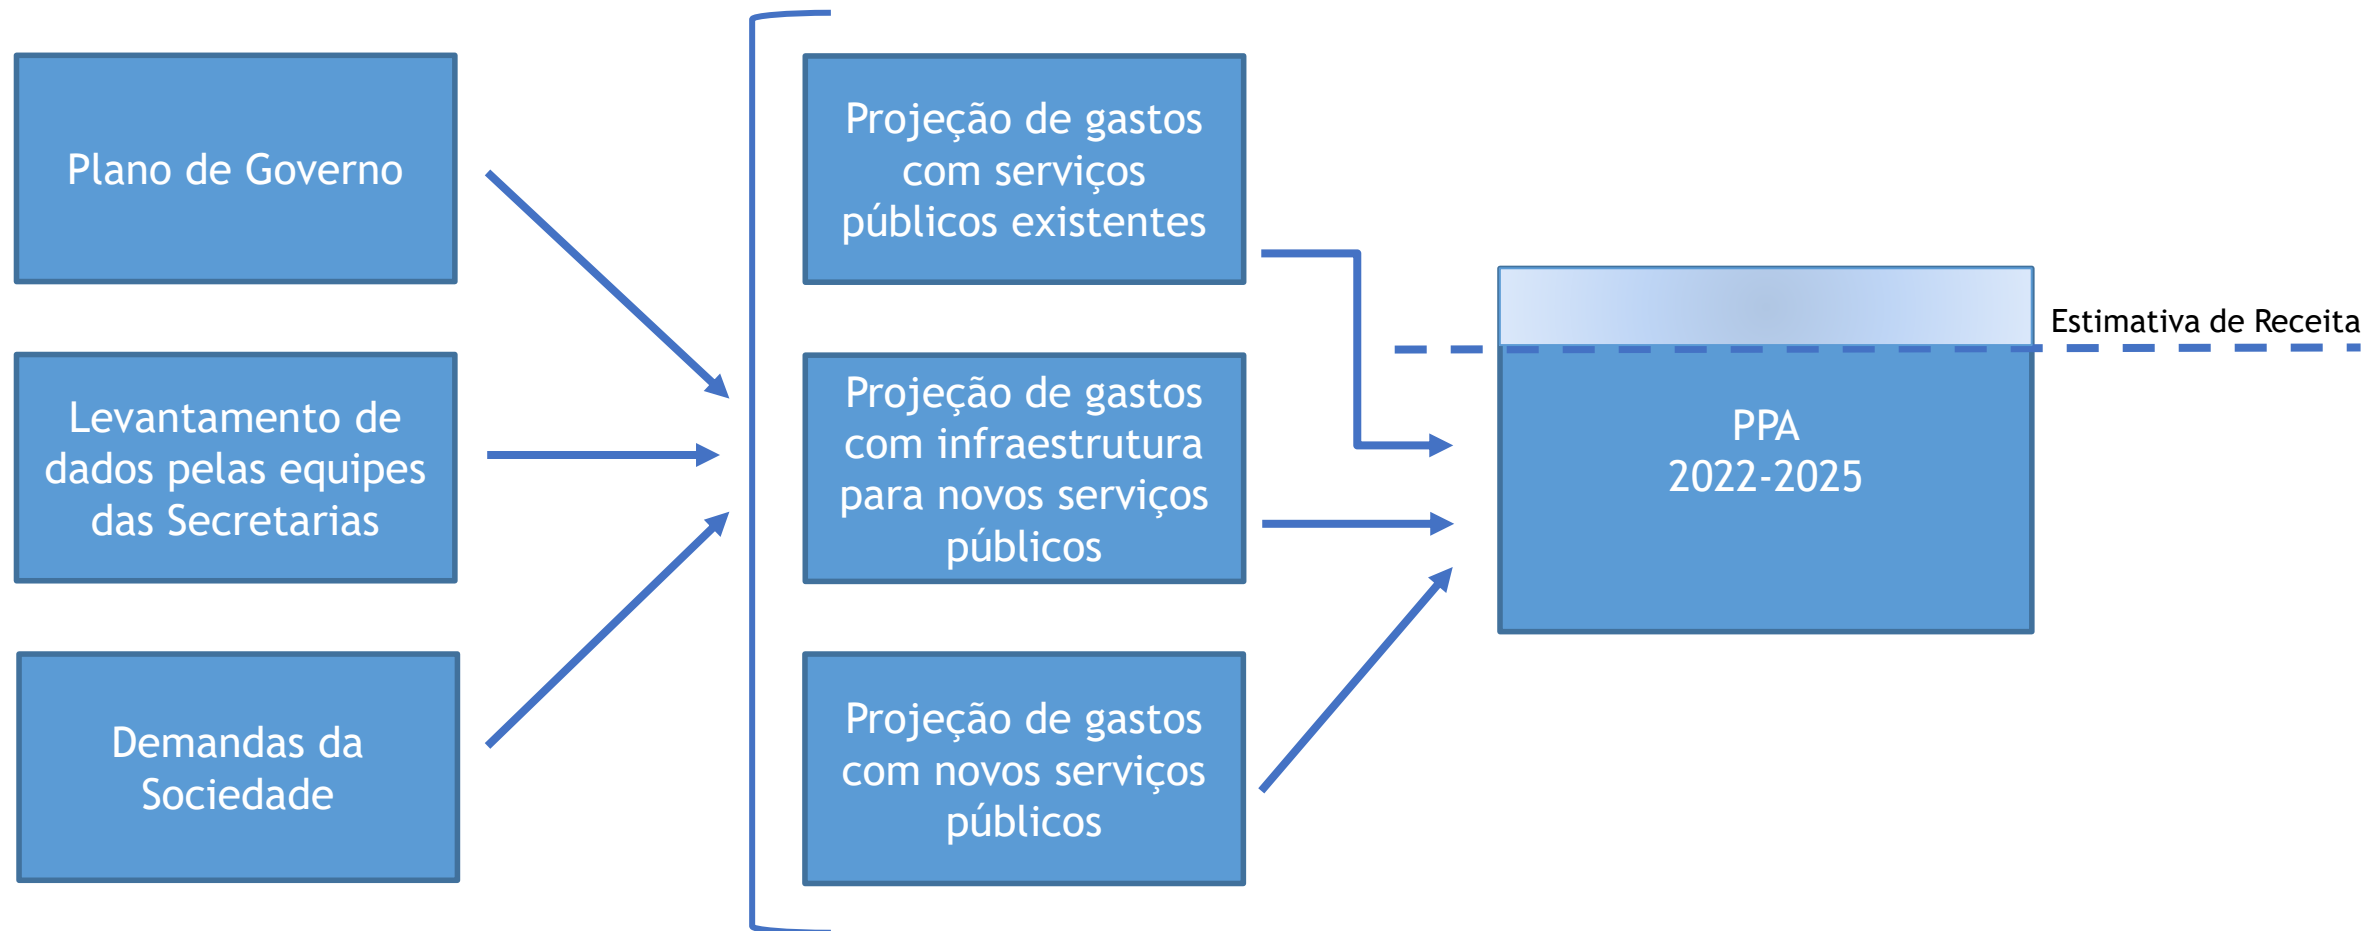 Plano de Governo
Levantamento de
dados pelas equipes
das Secretarias
Demandas da
Sociedade
Projeção de gastos
com serviços
públicos existentes
Projeção de gastos
com infraestrutura
para novos serviços
públicos
Projeção de gastos
com novos serviços
públicos
PPA
2022-2025
Estimativa de Receita